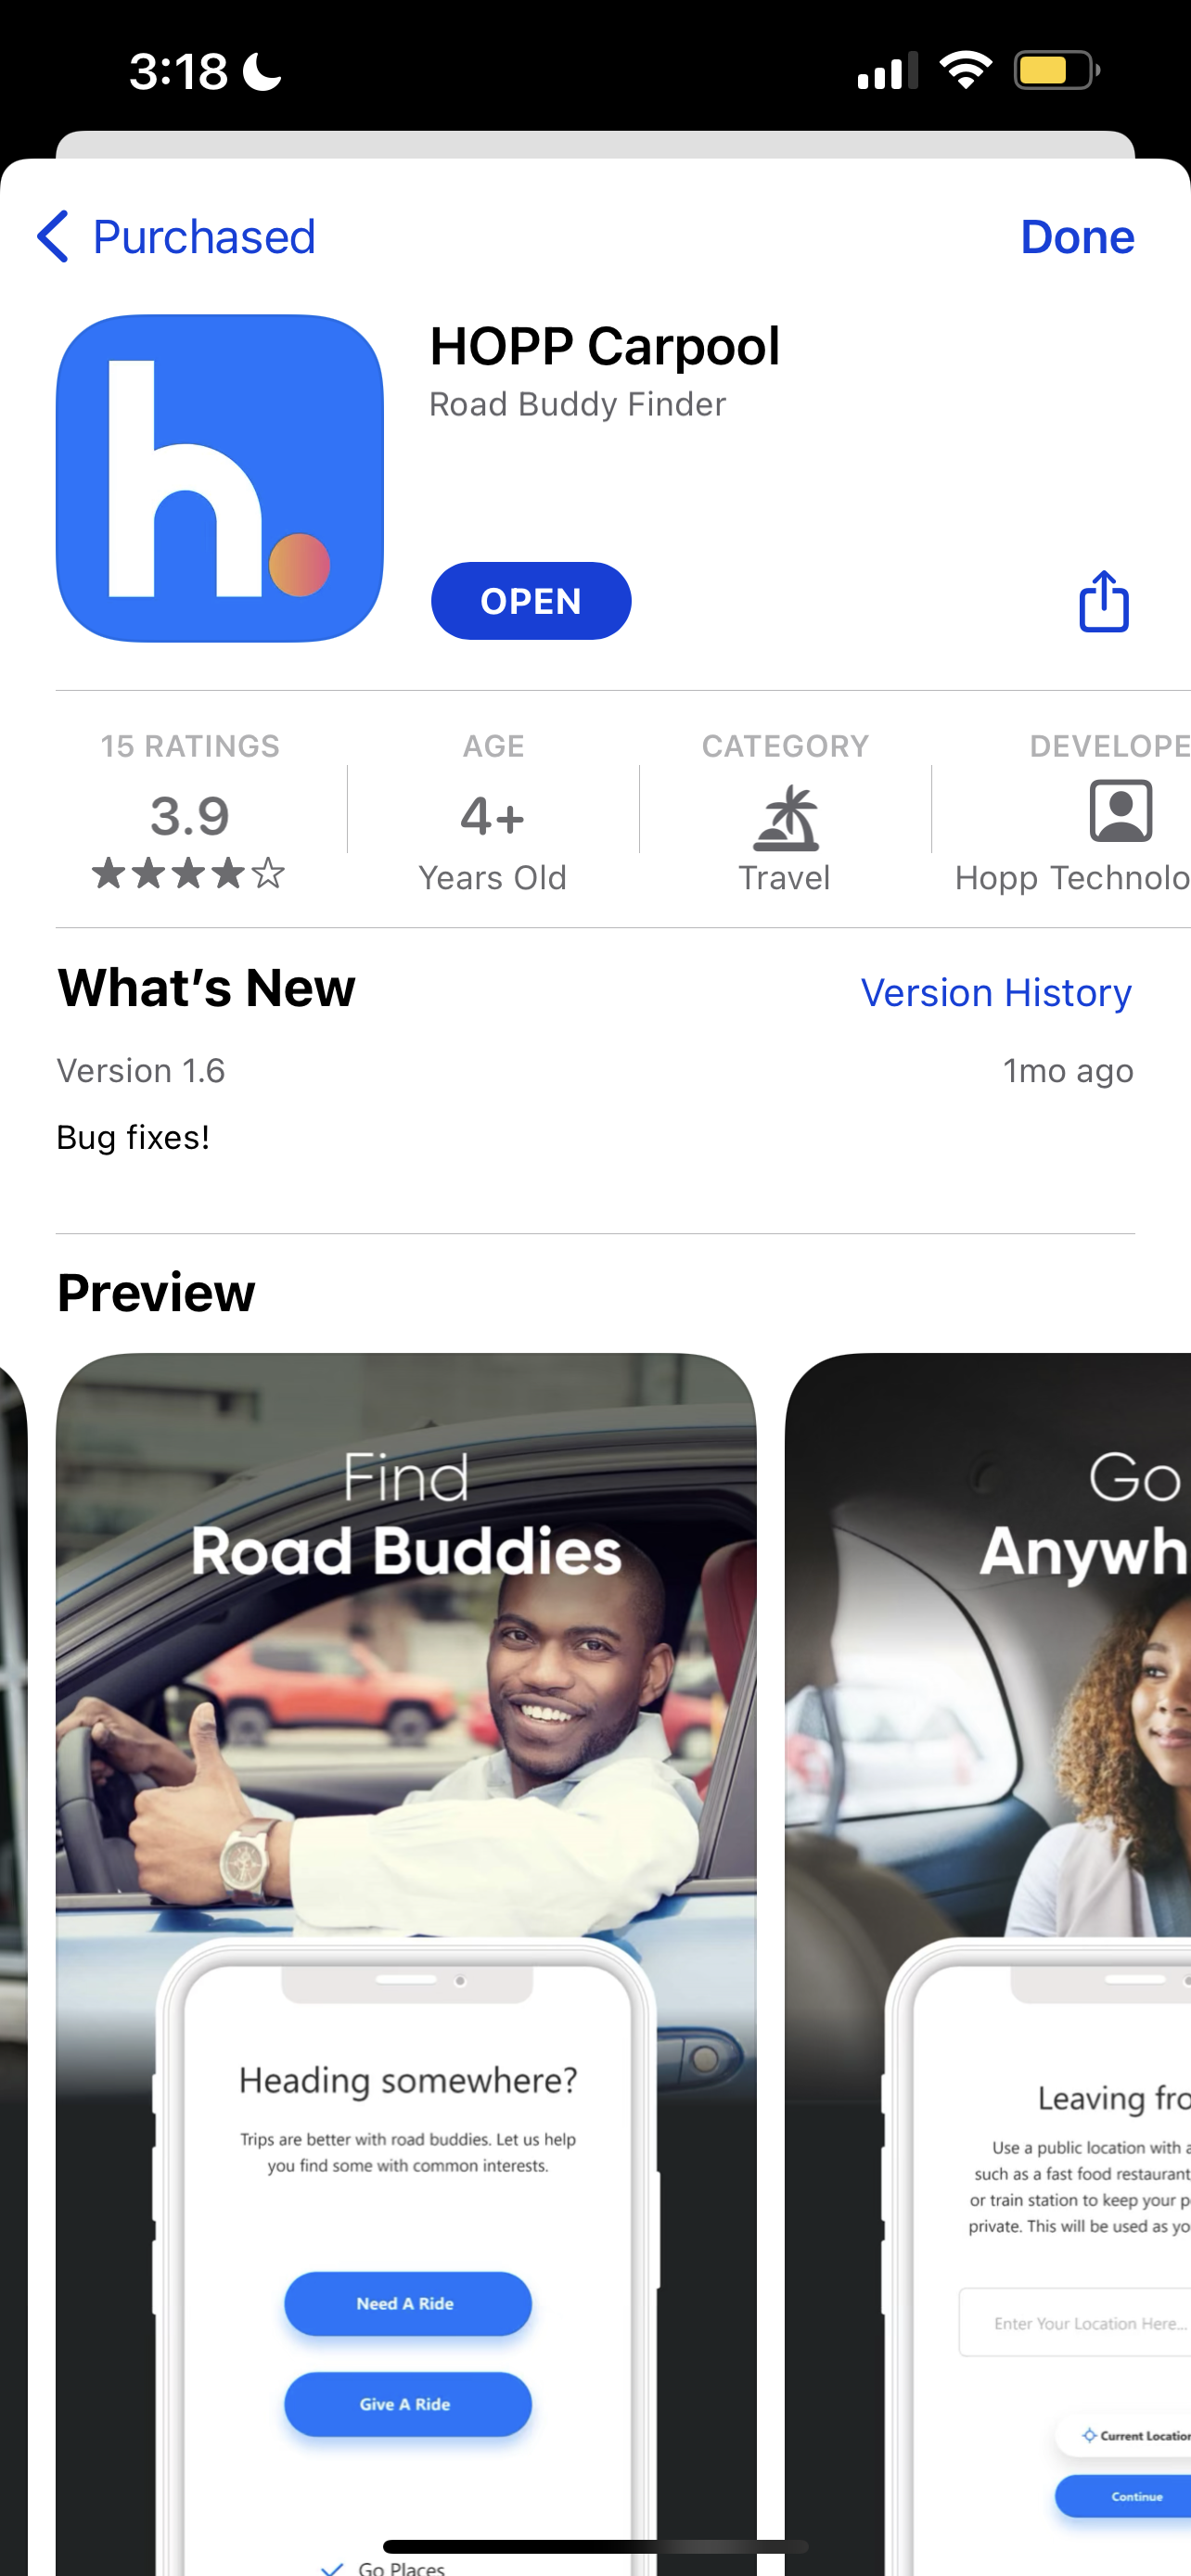 3:18
Purchased
Done
h.
HOPP Carpool
Road Buddy Finder
OPEN
15 RATINGS
AGE
CATEGORY
DEVELOPE
3.9
4+
Years Old
Travel
Hopp Technolo
What's New
Version History
Version 1.6
1mo ago
Bug fixes!
Preview
Find
Road Buddies
Heading somewhere?
Trips are better with road buddies. Let us help
you find some with common interests.
Need A Ride
Give A Ride
Go Places
Go
Anywh
Leaving fro
Use a public location with a
such as a fast food restaurant
or train station to keep your p
private. This will be used as yo
Enter Your Location Here...
Current Location
Continue